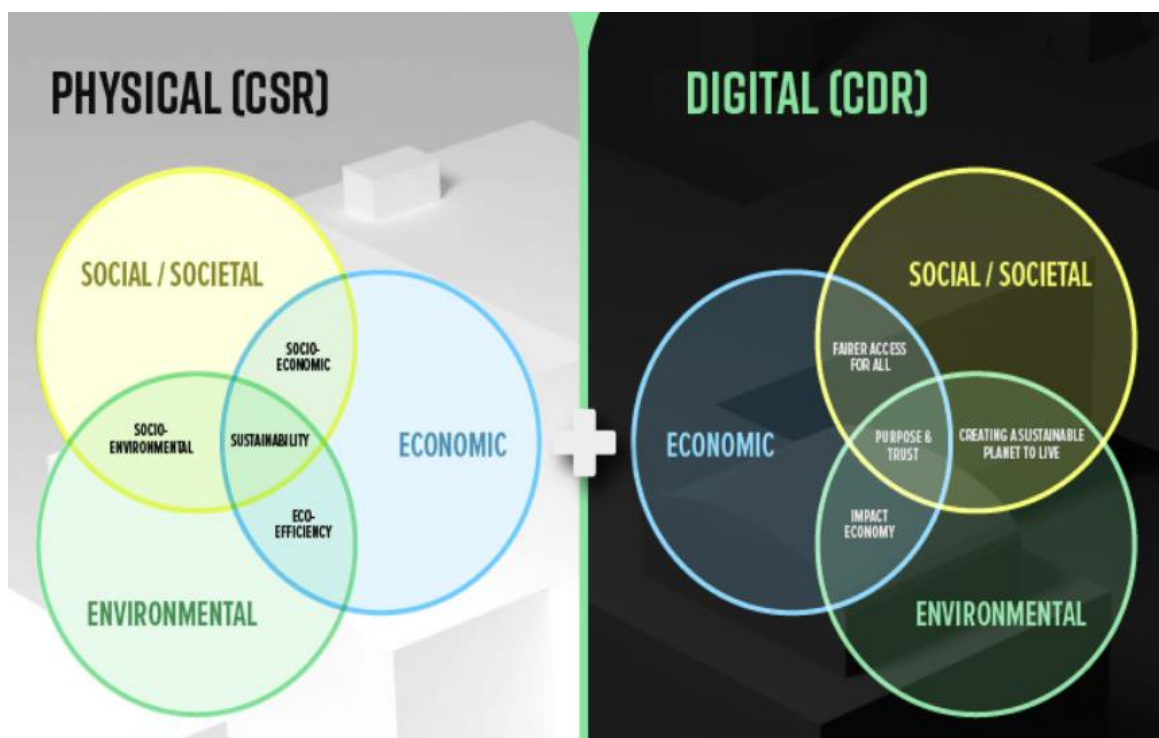 PHYSICAL (CSR)
SOCIAL / SOCIETAL
SOCIO-
ECONOMIC
SOCIO-
ENVIRONMENTAL
SUSTAINABILITY
ECONOMIC
ECO-
EFFICIENCY
ENVIRONMENTAL
DIGITAL (CDR)
SOCIAL / SOCIETAL
FAIRER ACCESS
FOR ALL
ECONOMIC
PURPOSE &
TRUST
CREATING A SUSTAINABLE
PLANET TO LIVE
IMPACT
ECONOMY
ENVIRONMENTAL